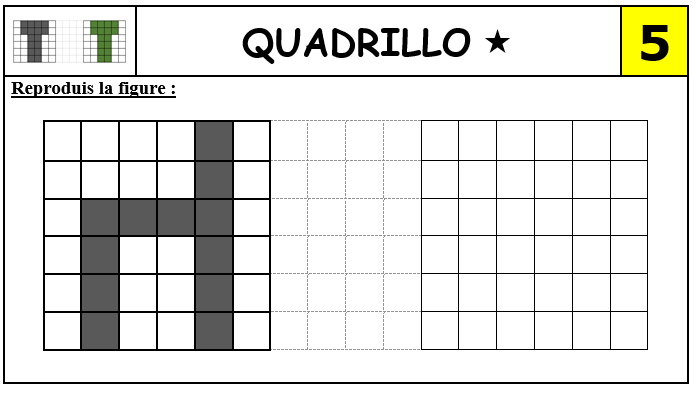 QUADRILLO ★
5
Reproduis la figure :